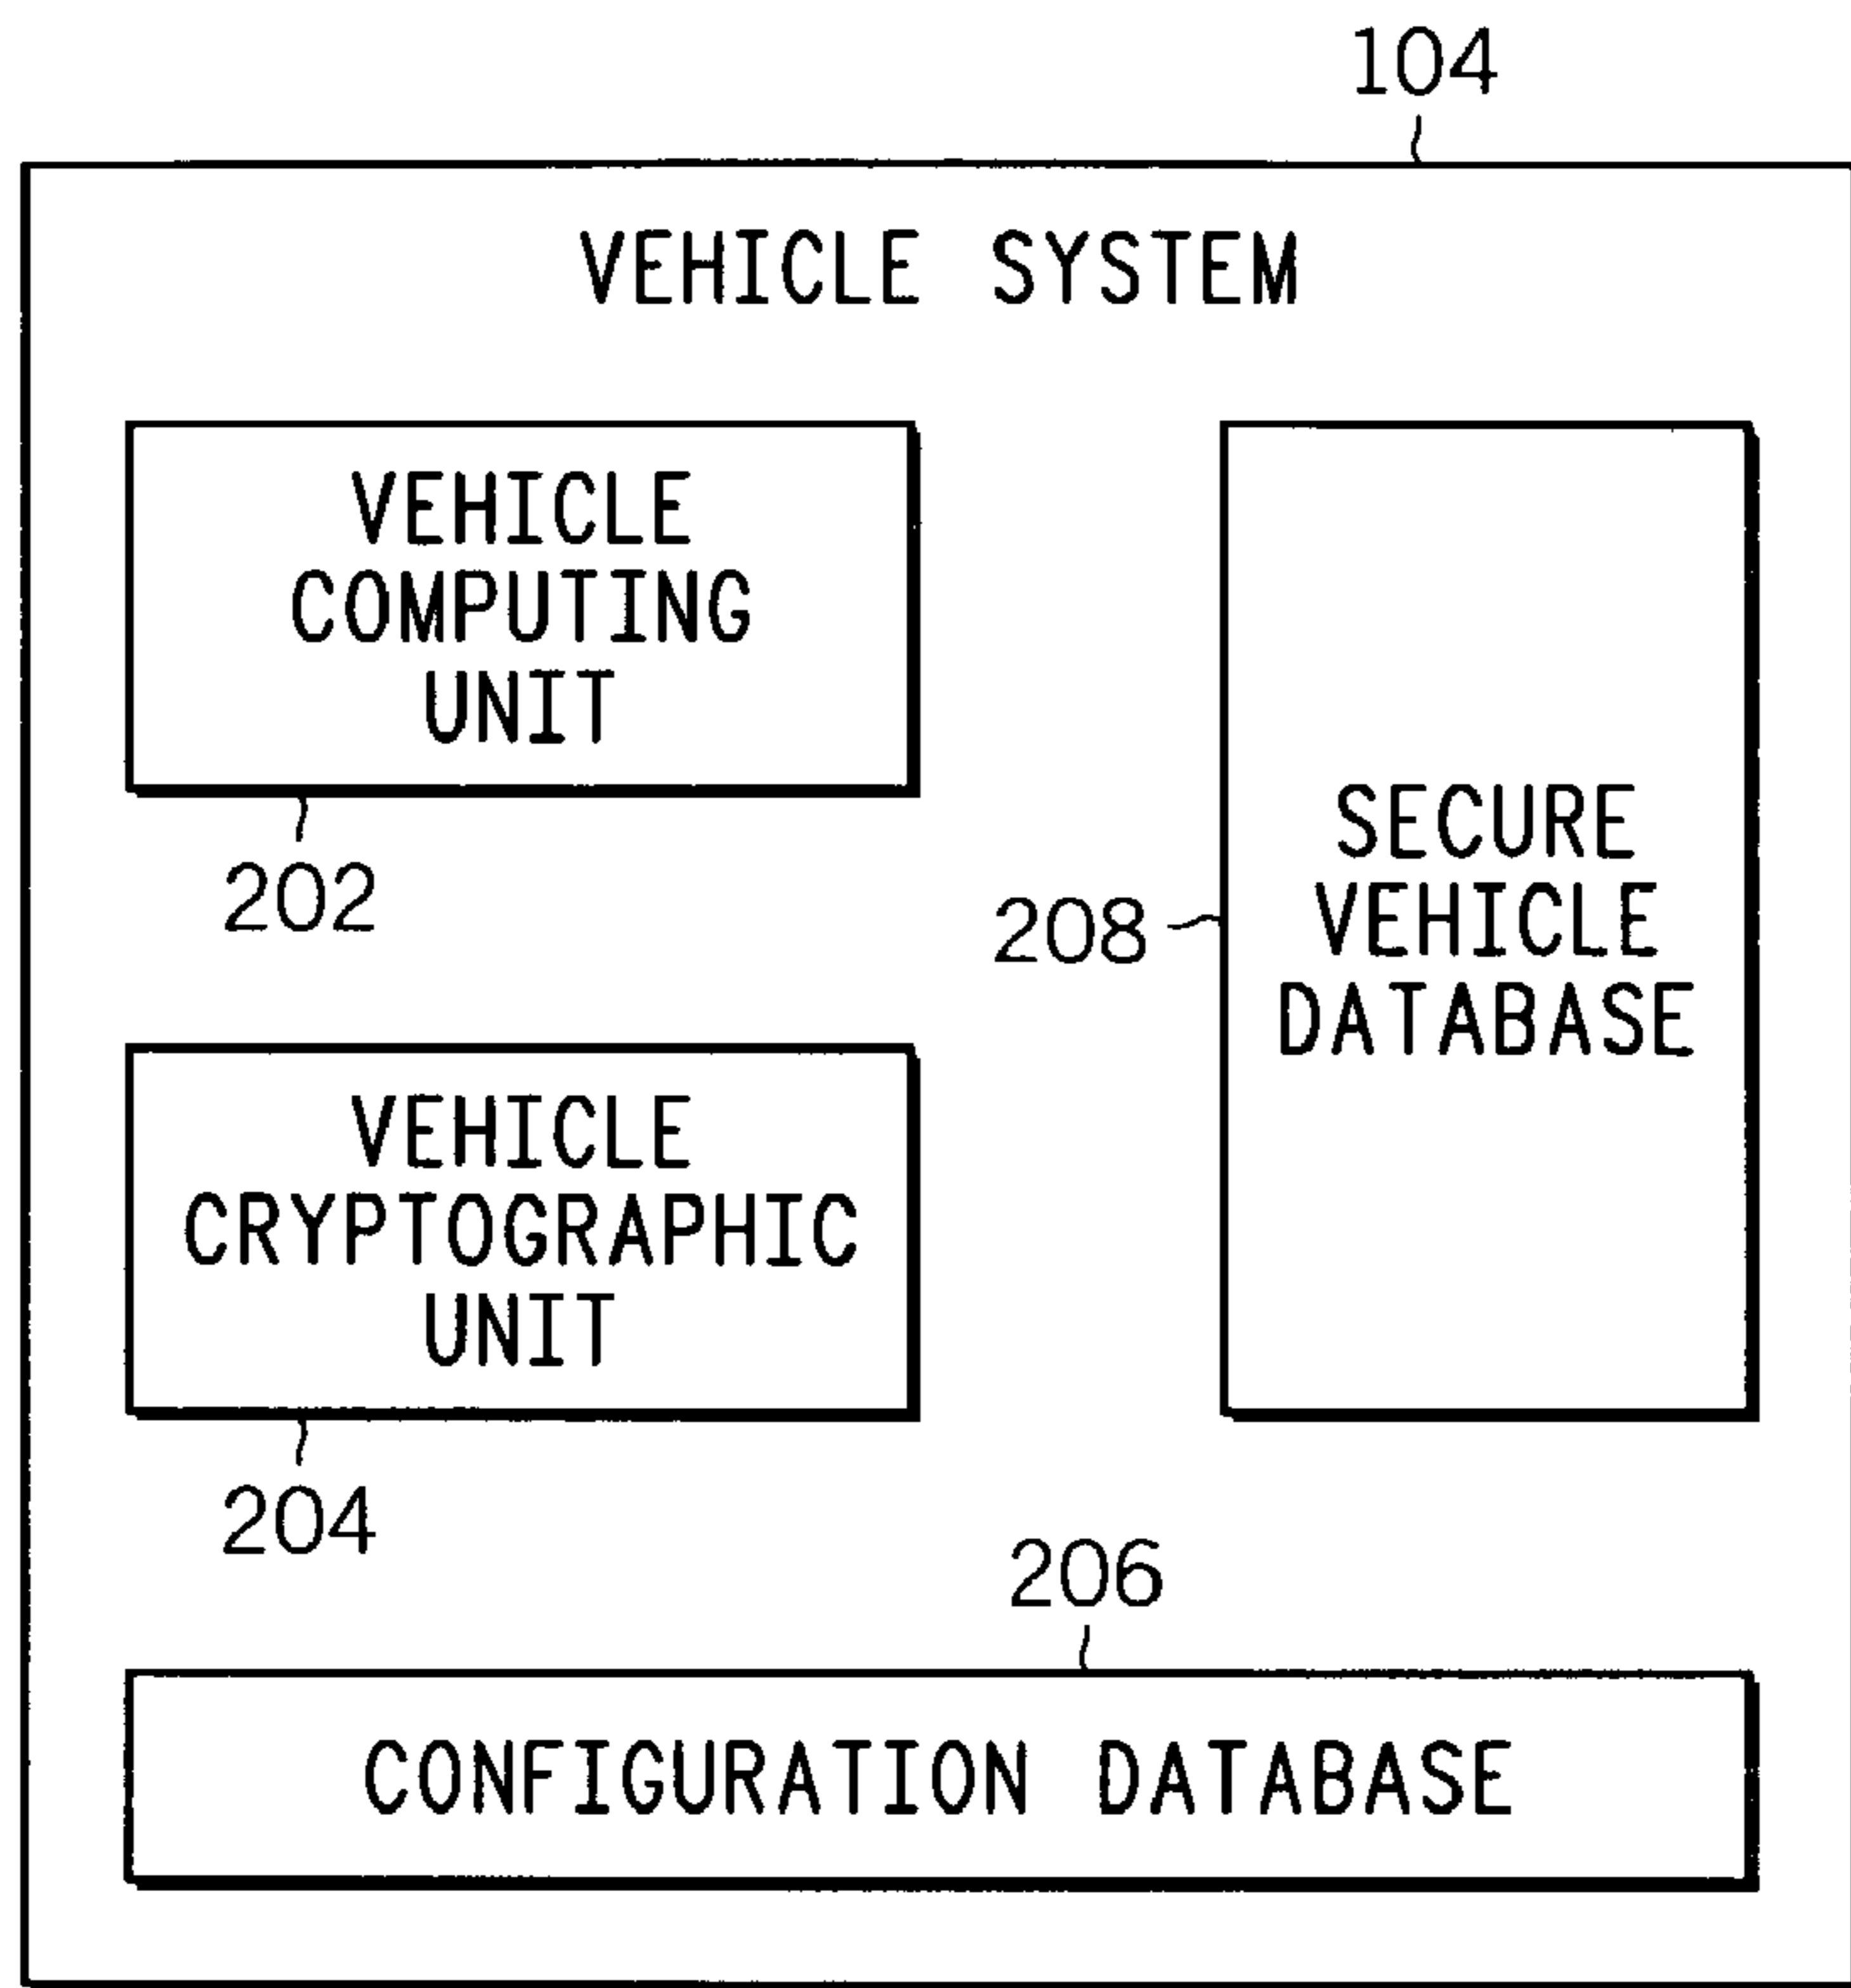 104
VEHICLE SYSTEM
VEHICLE
COMPUTING
UNIT
202
SECURE
VEHICLE
DATABASE
208
VEHICLE
CRYPTOGRAPHIC
UNIT
204
206
CONFIGURATION DATABASE